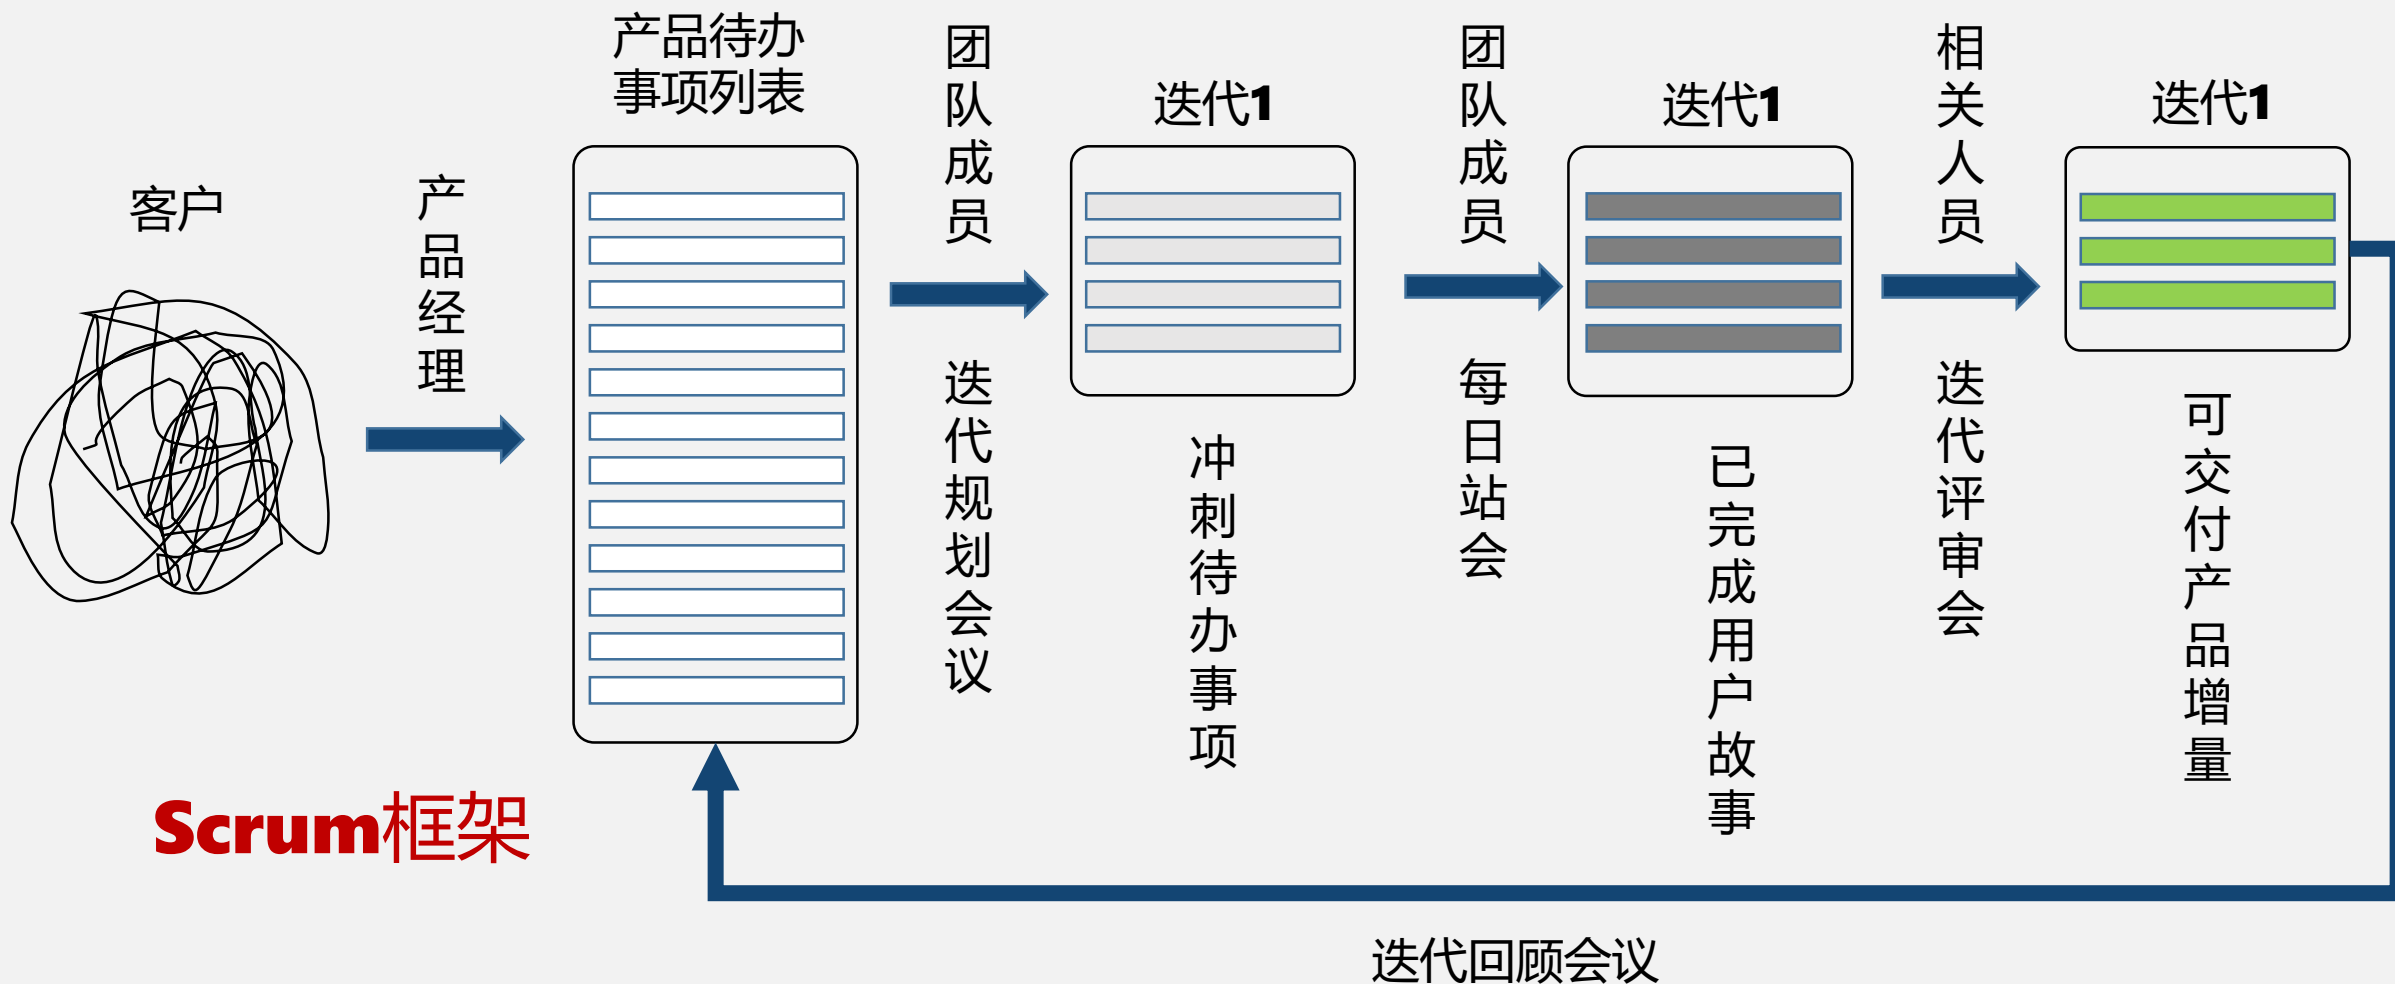 客户
产品经理
产品待办
事项列表
团队成员
迭代规划会议
迭代1
冲刺待办事项
团队成员
每日站会
迭代1
已完成用户故事
相关人员
迭代评审会
迭代1
可交付产品增量
Scrum框架
迭代回顾会议